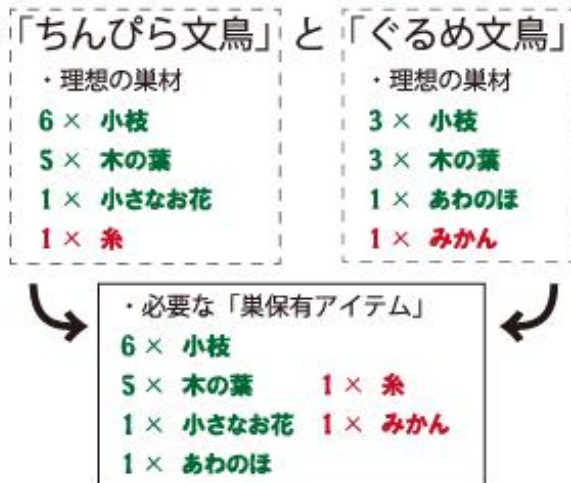 「ちんぴら文鳥」と「ぐるめ文鳥」
・理想の巣材
6 × 小枝
5 × 木の葉
1 × 小さなお花
1 × 糸
・理想の巣材
3 × 小枝
3 × 木の葉
1 × あわのほ
1 × みかん
・必要な「巣保有アイテム」
6 × 小枝
5 × 木の葉 1 × 糸
1 × 小さなお花 1 × みかん
1 × あわのほ